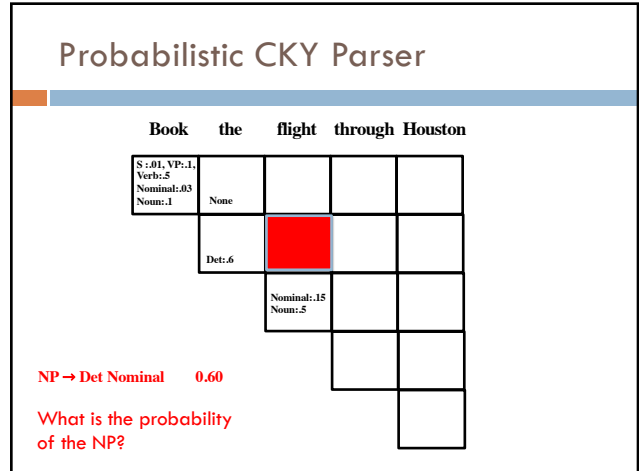 Probabilistic CKY Parser
Book the flight through Houston
S :.01, VP:.1,
Verb:.5
Nominal:.03
Noun:.1
None
Det:.6
Nominal:.15
Noun:.5
NP → Det Nominal 0.60
What is the probability
of the NP?